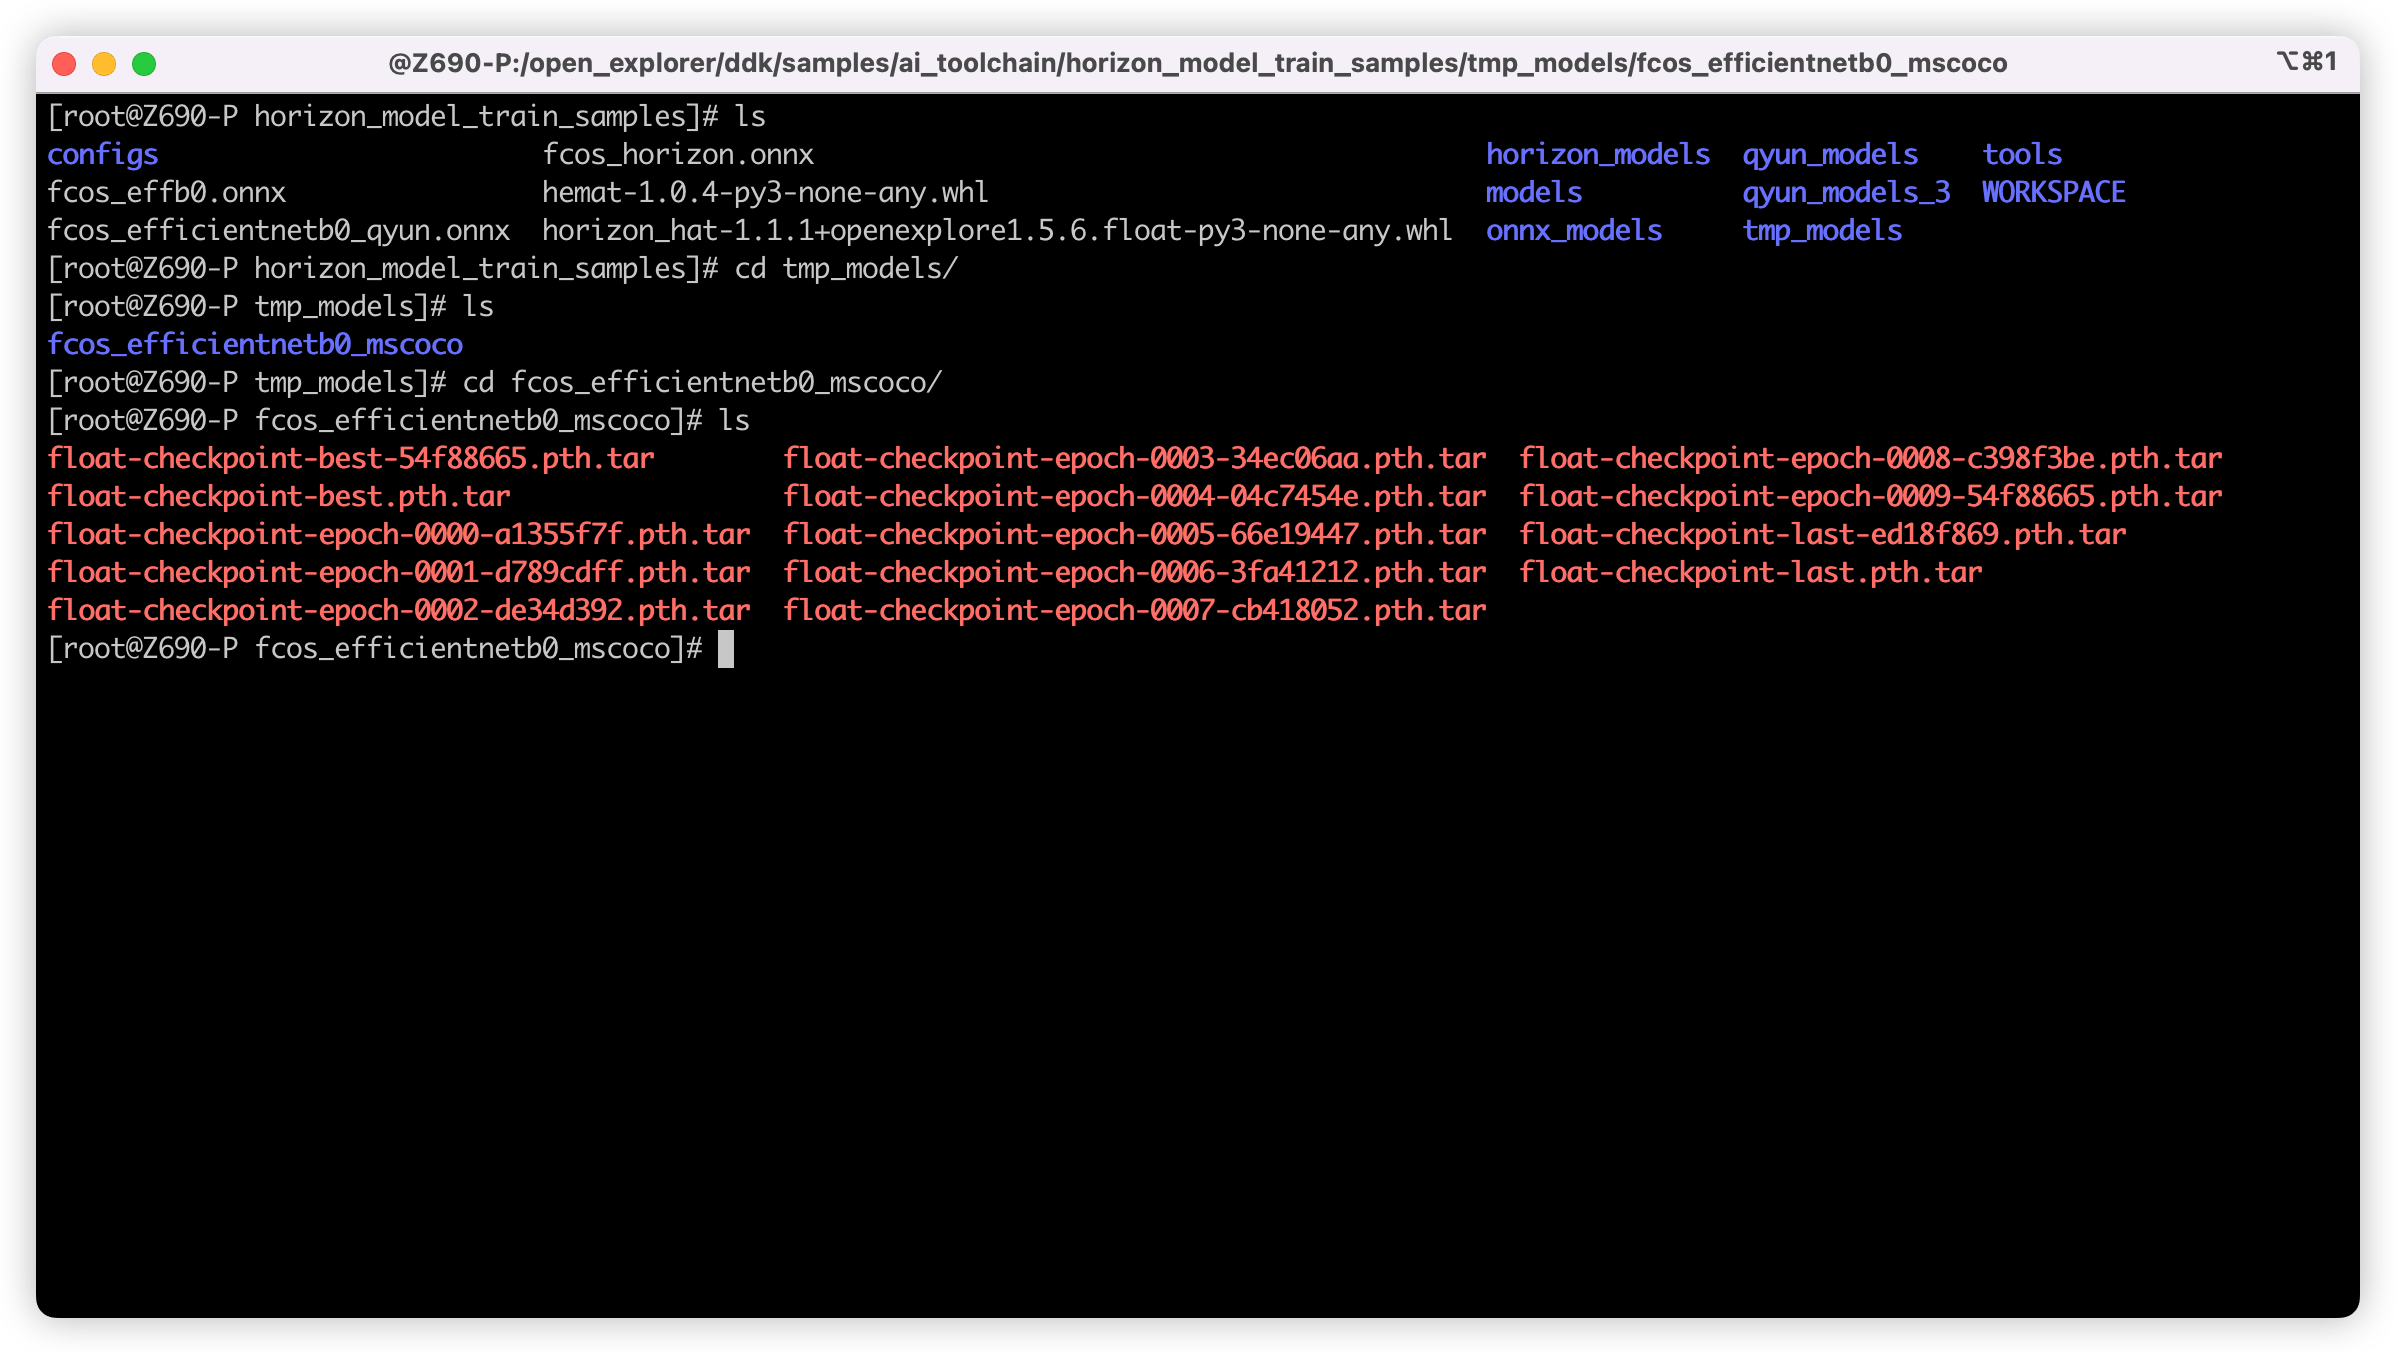 @Z690-P:/open_explorer/ddk/samples/ai_toolchain/horizon_model_train_samples/tmp_models/fcos_efficientnetb0_mscoco ⌥⌘1
[root@Z690-P horizon_model_train_samples]# ls
configs fcos_horizon.onnx horizon_models qyun_models tools
fcos_effb0.onnx hemat-1.0.4-py3-none-any.whl models qyun_models_3 WORKSPACE
fcos_efficientnetb0_qyun.onnx horizon_hat-1.1.1+openexplore1.5.6.float-py3-none-any.whl onnx_models tmp_models
[root@Z690-P horizon_model_train_samples]# cd tmp_models/
[root@Z690-P tmp_models]# ls
fcos_efficientnetb0_mscoco
[root@Z690-P tmp_models]# cd fcos_efficientnetb0_mscoco/
[root@Z690-P fcos_efficientnetb0_mscoco]# ls
float-checkpoint-best-54f88665.pth.tar float-checkpoint-epoch-0003-34ec06aa.pth.tar float-checkpoint-epoch-0008-c398f3be.pth.tar
float-checkpoint-best.pth.tar float-checkpoint-epoch-0004-04c7454e.pth.tar float-checkpoint-epoch-0009-54f88665.pth.tar
float-checkpoint-epoch-0000-a1355f7f.pth.tar float-checkpoint-epoch-0005-66e19447.pth.tar float-checkpoint-last-ed18f869.pth.tar
float-checkpoint-epoch-0001-d789cdff.pth.tar float-checkpoint-epoch-0006-3fa41212.pth.tar float-checkpoint-last.pth.tar
float-checkpoint-epoch-0002-de34d392.pth.tar float-checkpoint-epoch-0007-cb418052.pth.tar
[root@Z690-P fcos_efficientnetb0_mscoco]#